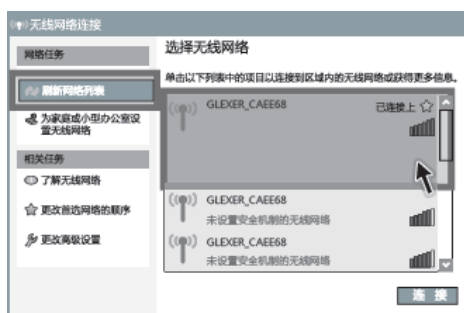 无线网络连接
网络任务
刷新网络列表
为家庭或小型办公室设
置无线网络
相关任务
了解无线网络
更改首选网络的顺序
更改高级设置
选择无线网络
单击以下列表中的项目以连接到区域内的无线网络或获得更多信息。
GLEXER_CAEE68 已连接上
GLEXER_CAEE68
未设置安全机制的无线网络
GLEXER_CAEE68
未设置安全机制的无线网络
连 接